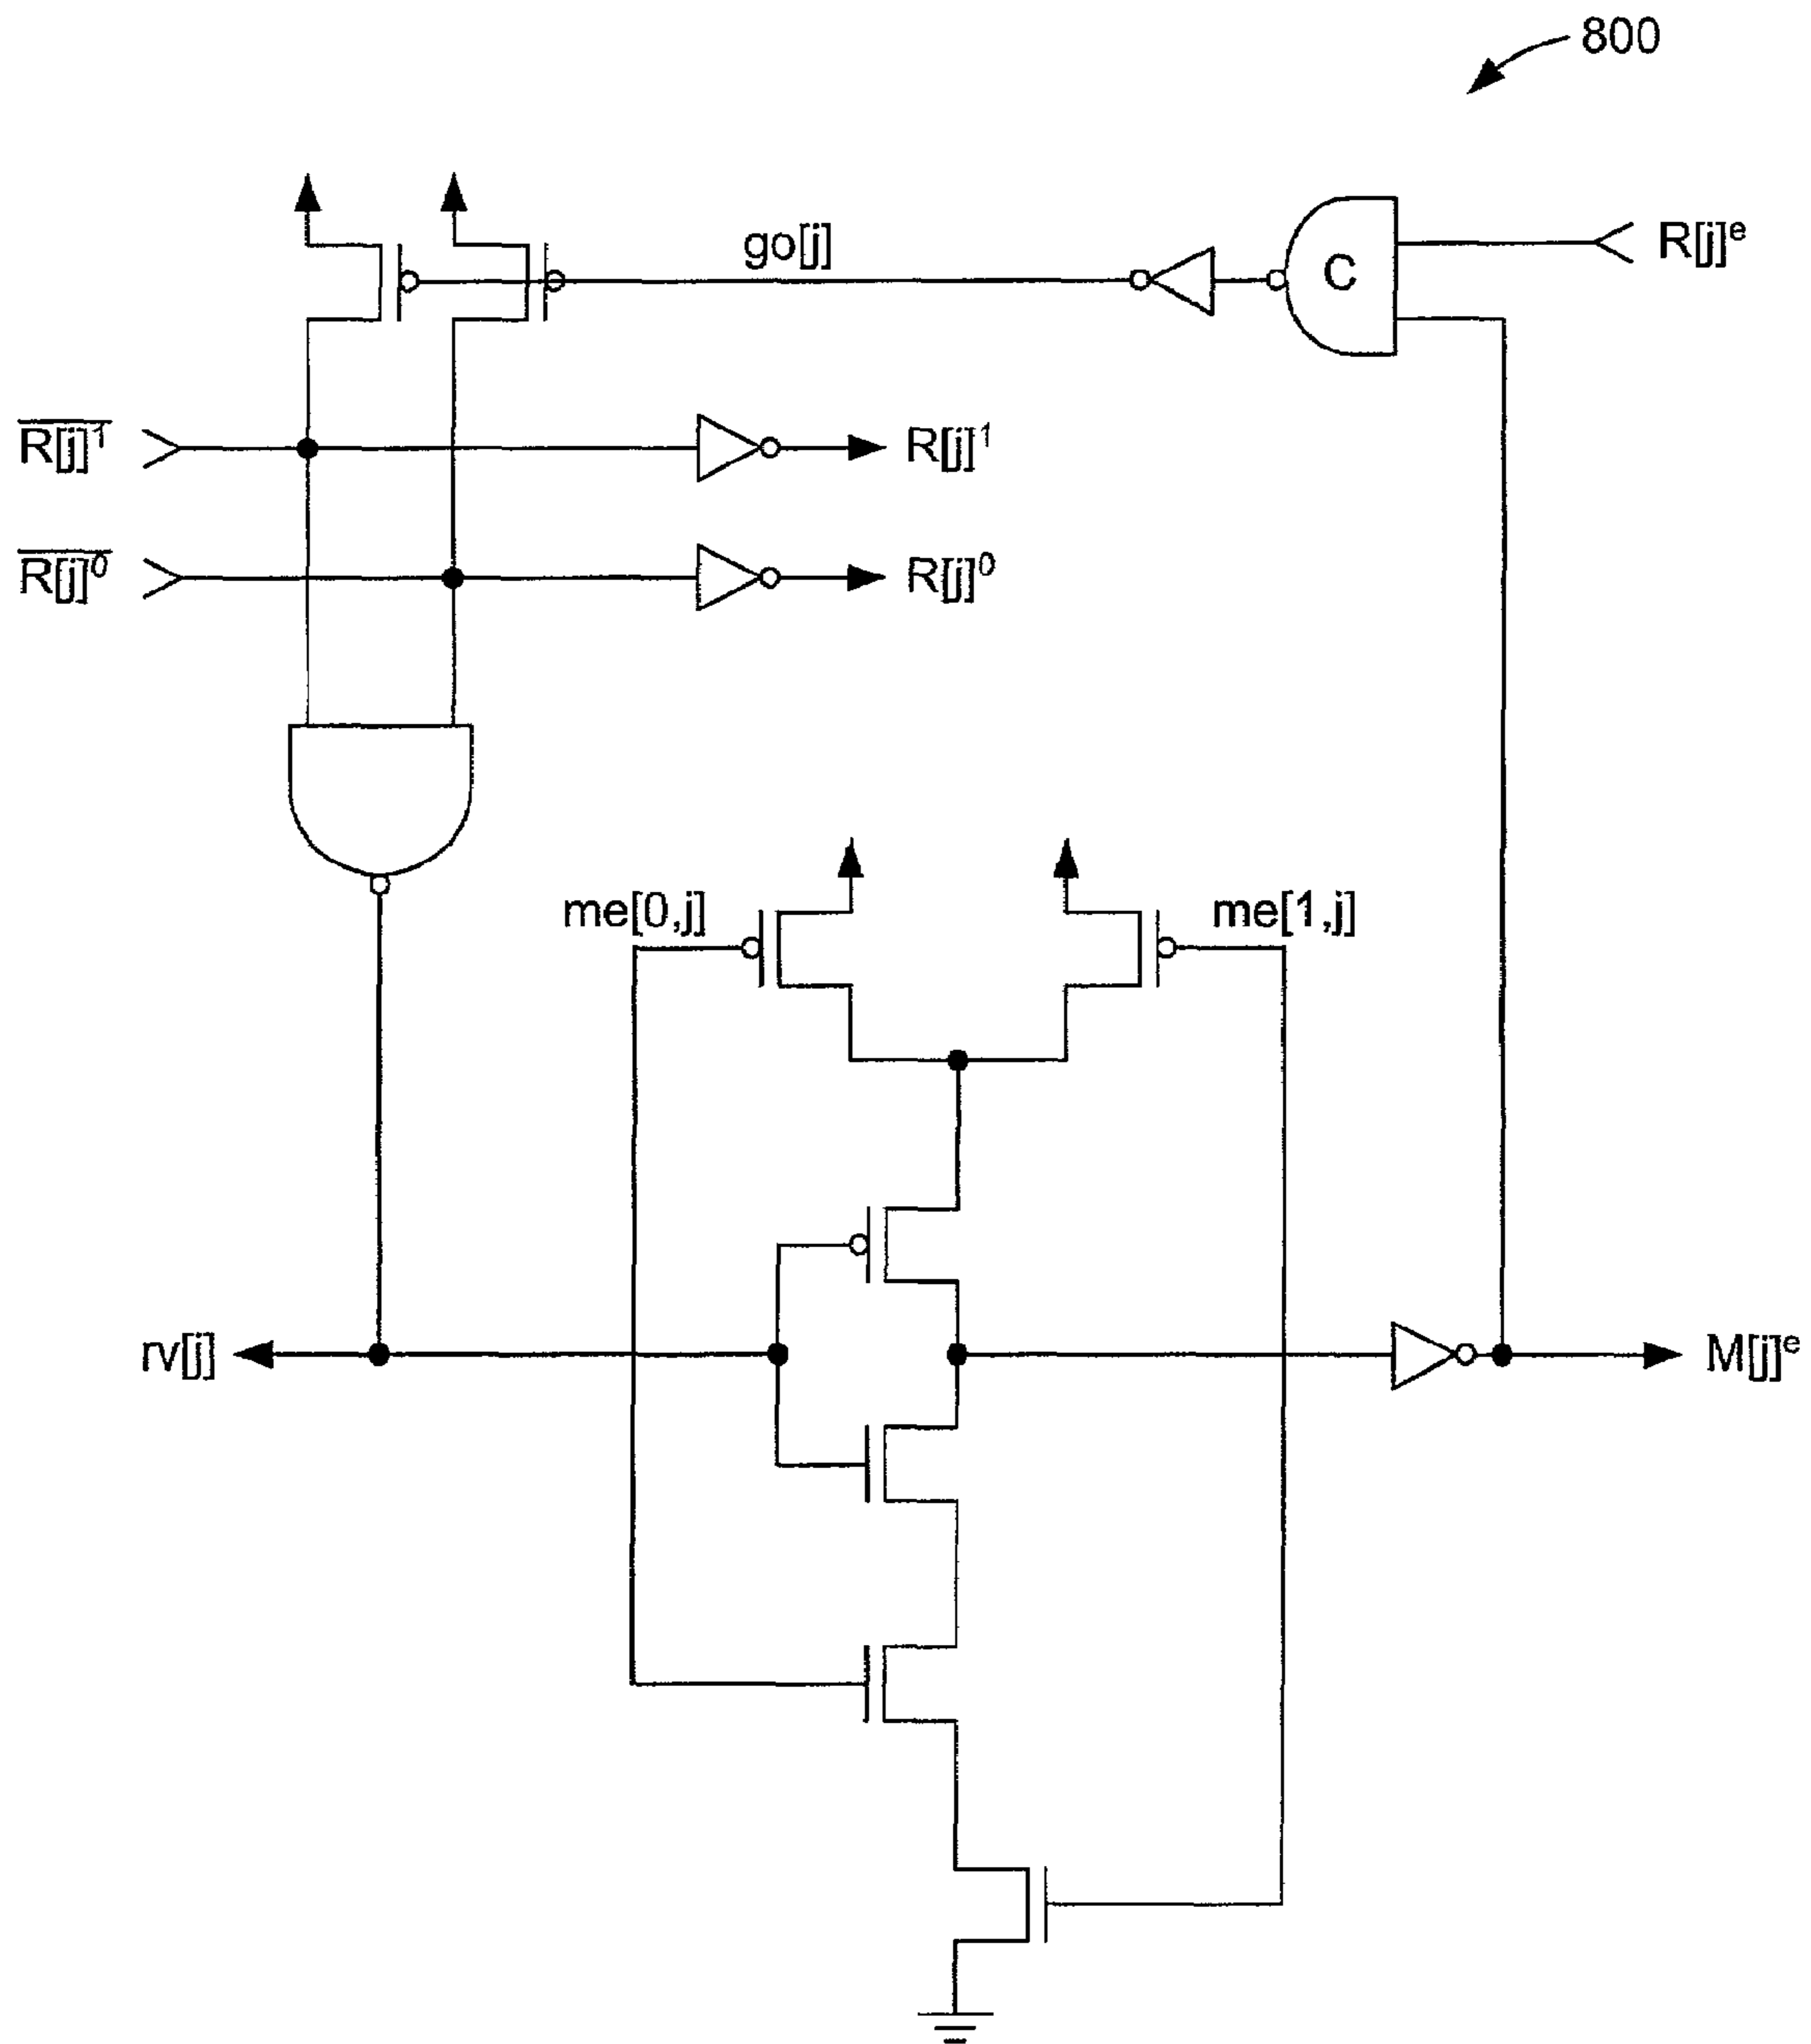 800
go[j]
C
R[j]ᵉ
R̅[̅j̅]̅¹̅
R[j]¹
R̅[̅j̅]̅⁰̅
R[j]⁰
me[0,j]
me[1,j]
rv[j]
M[j]ᵉ